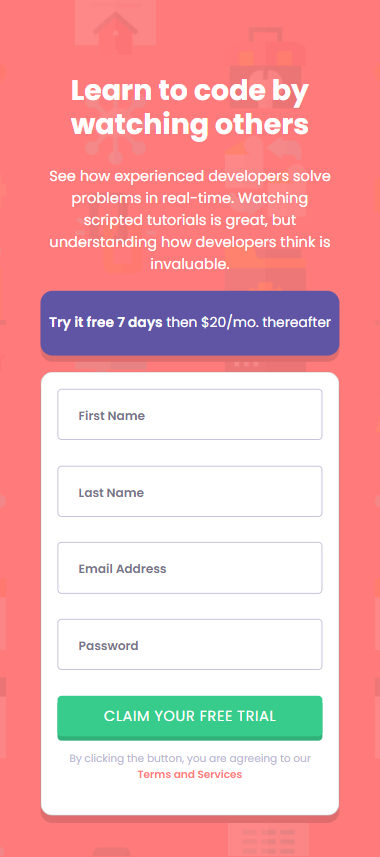 Learn to code by
watching others
See how experienced developers solve
problems in real-time. Watching
scripted tutorials is great, but
understanding how developers think is
invaluable.
Try it free 7 days then $20/mo. thereafter
First Name
Last Name
Email Address
Password
CLAIM YOUR FREE TRIAL
By clicking the button, you are agreeing to our
Terms and Services